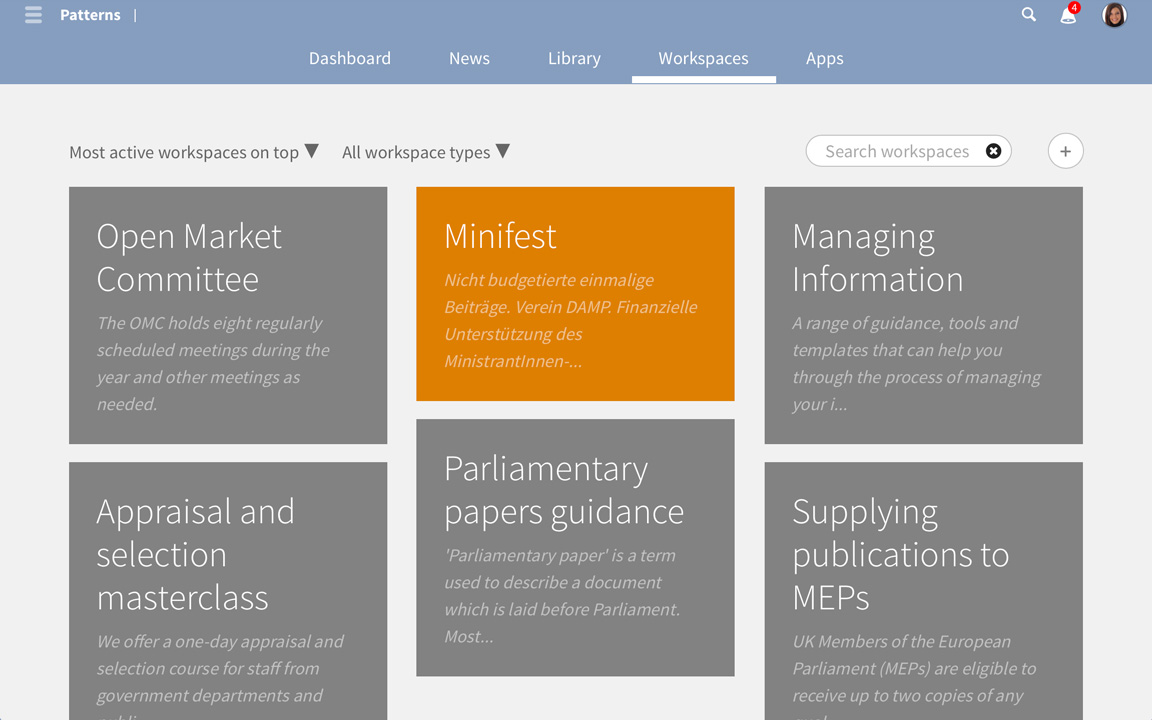 Patterns |
4
Dashboard News Library Workspaces Apps
Most active workspaces on top ▼ All workspace types ▼
Search workspaces
+
Open Market
Committee
The OMC holds eight regularly
scheduled meetings during the
year and other meetings as
needed.
Minifest
Nicht budgetierte einmalige
Beiträge. Verein DAMP. Finanzielle
Unterstützung des
MinistrantInnen-...
Managing
Information
A range of guidance, tools and
templates that can help you
through the process of managing
your i...
Appraisal and
selection
masterclass
We offer a one-day appraisal and
selection course for staff from
government departments and
Parliamentary
papers guidance
'Parliamentary paper' is a term
used to describe a document
which is laid before Parliament.
Most...
Supplying
publications to
MEPs
UK Members of the European
Parliament (MEPs) are eligible to
receive up to two copies of any